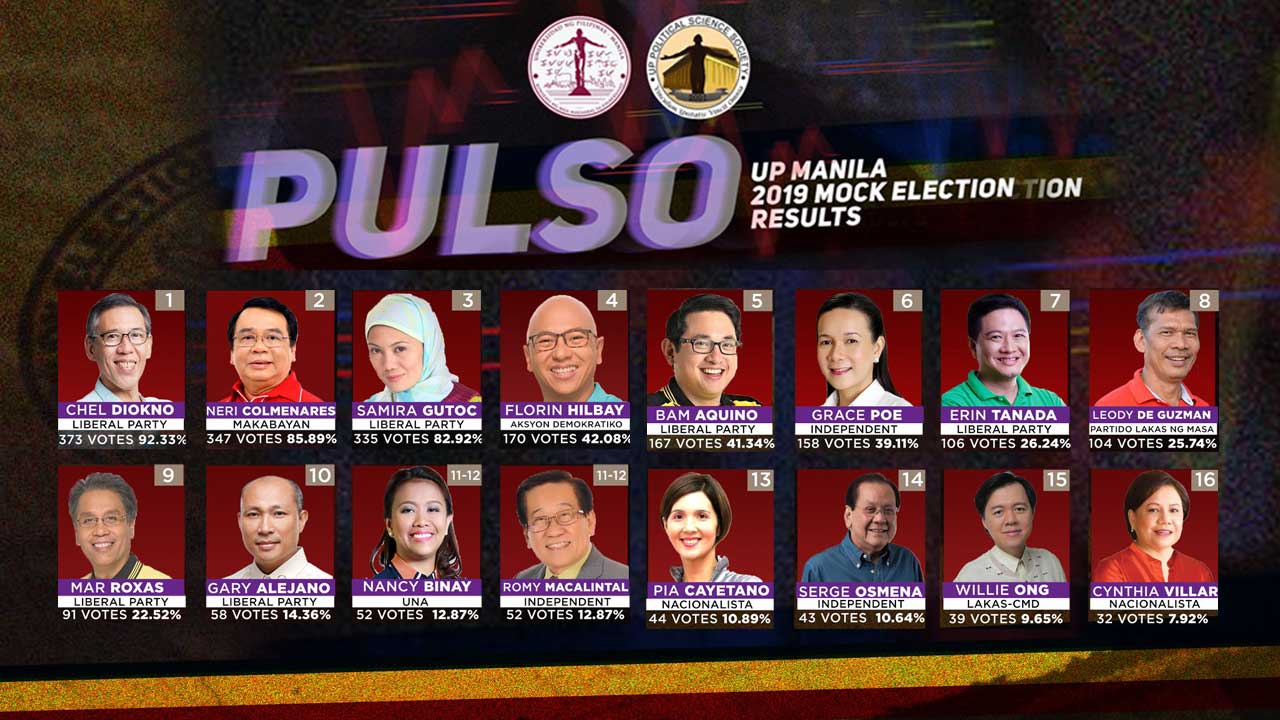 UP POLITICAL SCIENCE SOCIETY
PULSO
UP MANILA
2019 MOCK ELECTION TION
RESULTS
1
CHEL DIOKNO
LIBERAL PARTY
373 VOTES 92.33%
2
NERI COLMENARES
MAKABAYAN
347 VOTES 85.89%
3
SAMIRA GUTOC
LIBERAL PARTY
335 VOTES 82.92%
4
FLORIN HILBAY
AKSYON DEMOKRATIKO
170 VOTES 42.08%
5
BAM AQUINO
LIBERAL PARTY
167 VOTES 41.34%
6
GRACE POE
INDEPENDENT
158 VOTES 39.11%
7
ERIN TANADA
LIBERAL PARTY
106 VOTES 26.24%
8
LEODY DE GUZMAN
PARTIDO LAKAS NG MASA
104 VOTES 25.74%
9
MAR ROXAS
LIBERAL PARTY
91 VOTES 22.52%
10
GARY ALEJANO
LIBERAL PARTY
58 VOTES 14.36%
11-12
NANCY BINAY
UNA
52 VOTES 12.87%
11-12
ROMY MACALINTAL
INDEPENDENT
52 VOTES 12.87%
13
PIA CAYETANO
NACIONALISTA
44 VOTES 10.89%
14
SERGE OSMENA
INDEPENDENT
43 VOTES 10.64%
15
WILLIE ONG
LAKAS-CMD
39 VOTES 9.65%
16
CYNTHIA VILLAR
NACIONALISTA
32 VOTES 7.92%